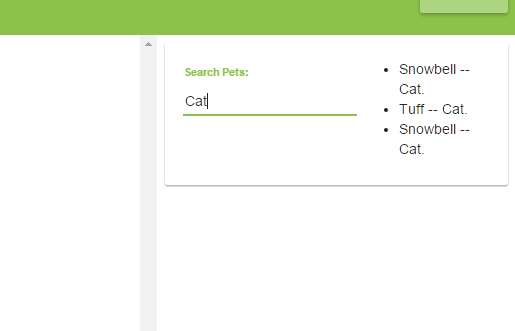 Search Pets:
Cat
Snowbell --
Cat.
Tuff -- Cat.
Snowbell --
Cat.